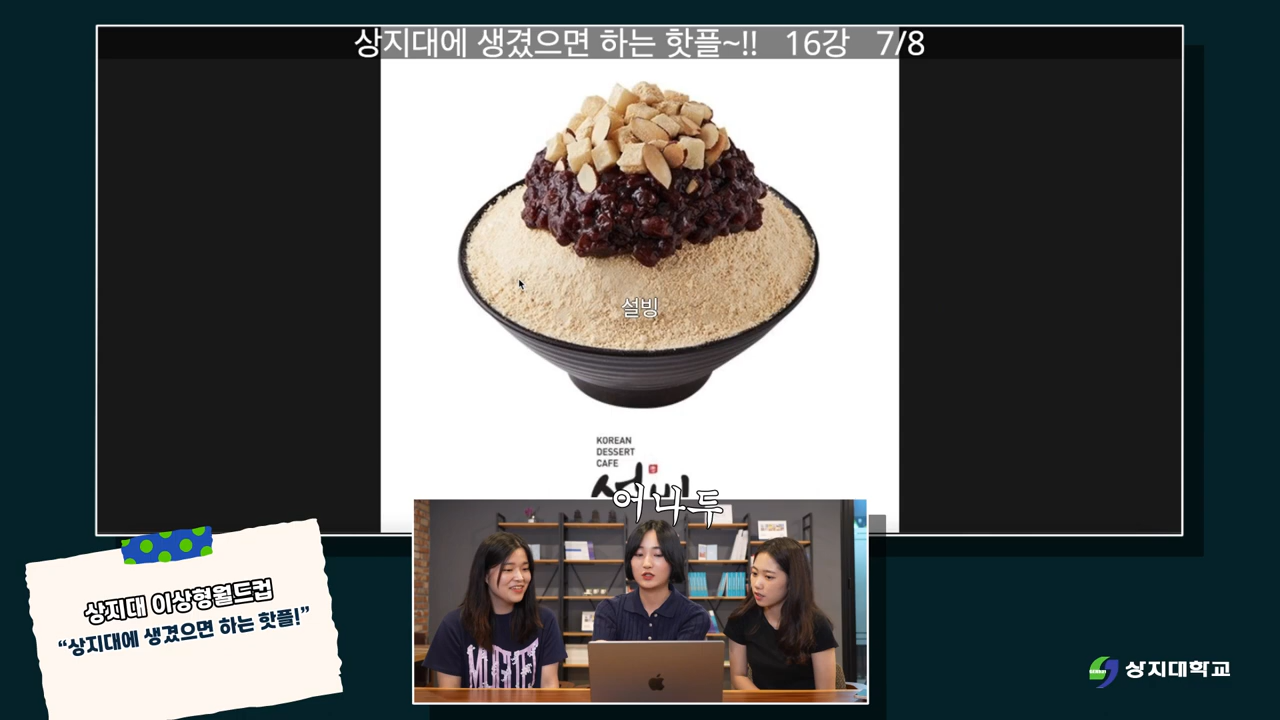 상지대에 생겼으면 하는 핫플~!! 16강 7/8
설빙
KOREAN
DESSERT
CAFE
설빙
어 나두
상지대 이상형월드컵
“상지대에 생겼으면 하는 핫플!”
상지대학교